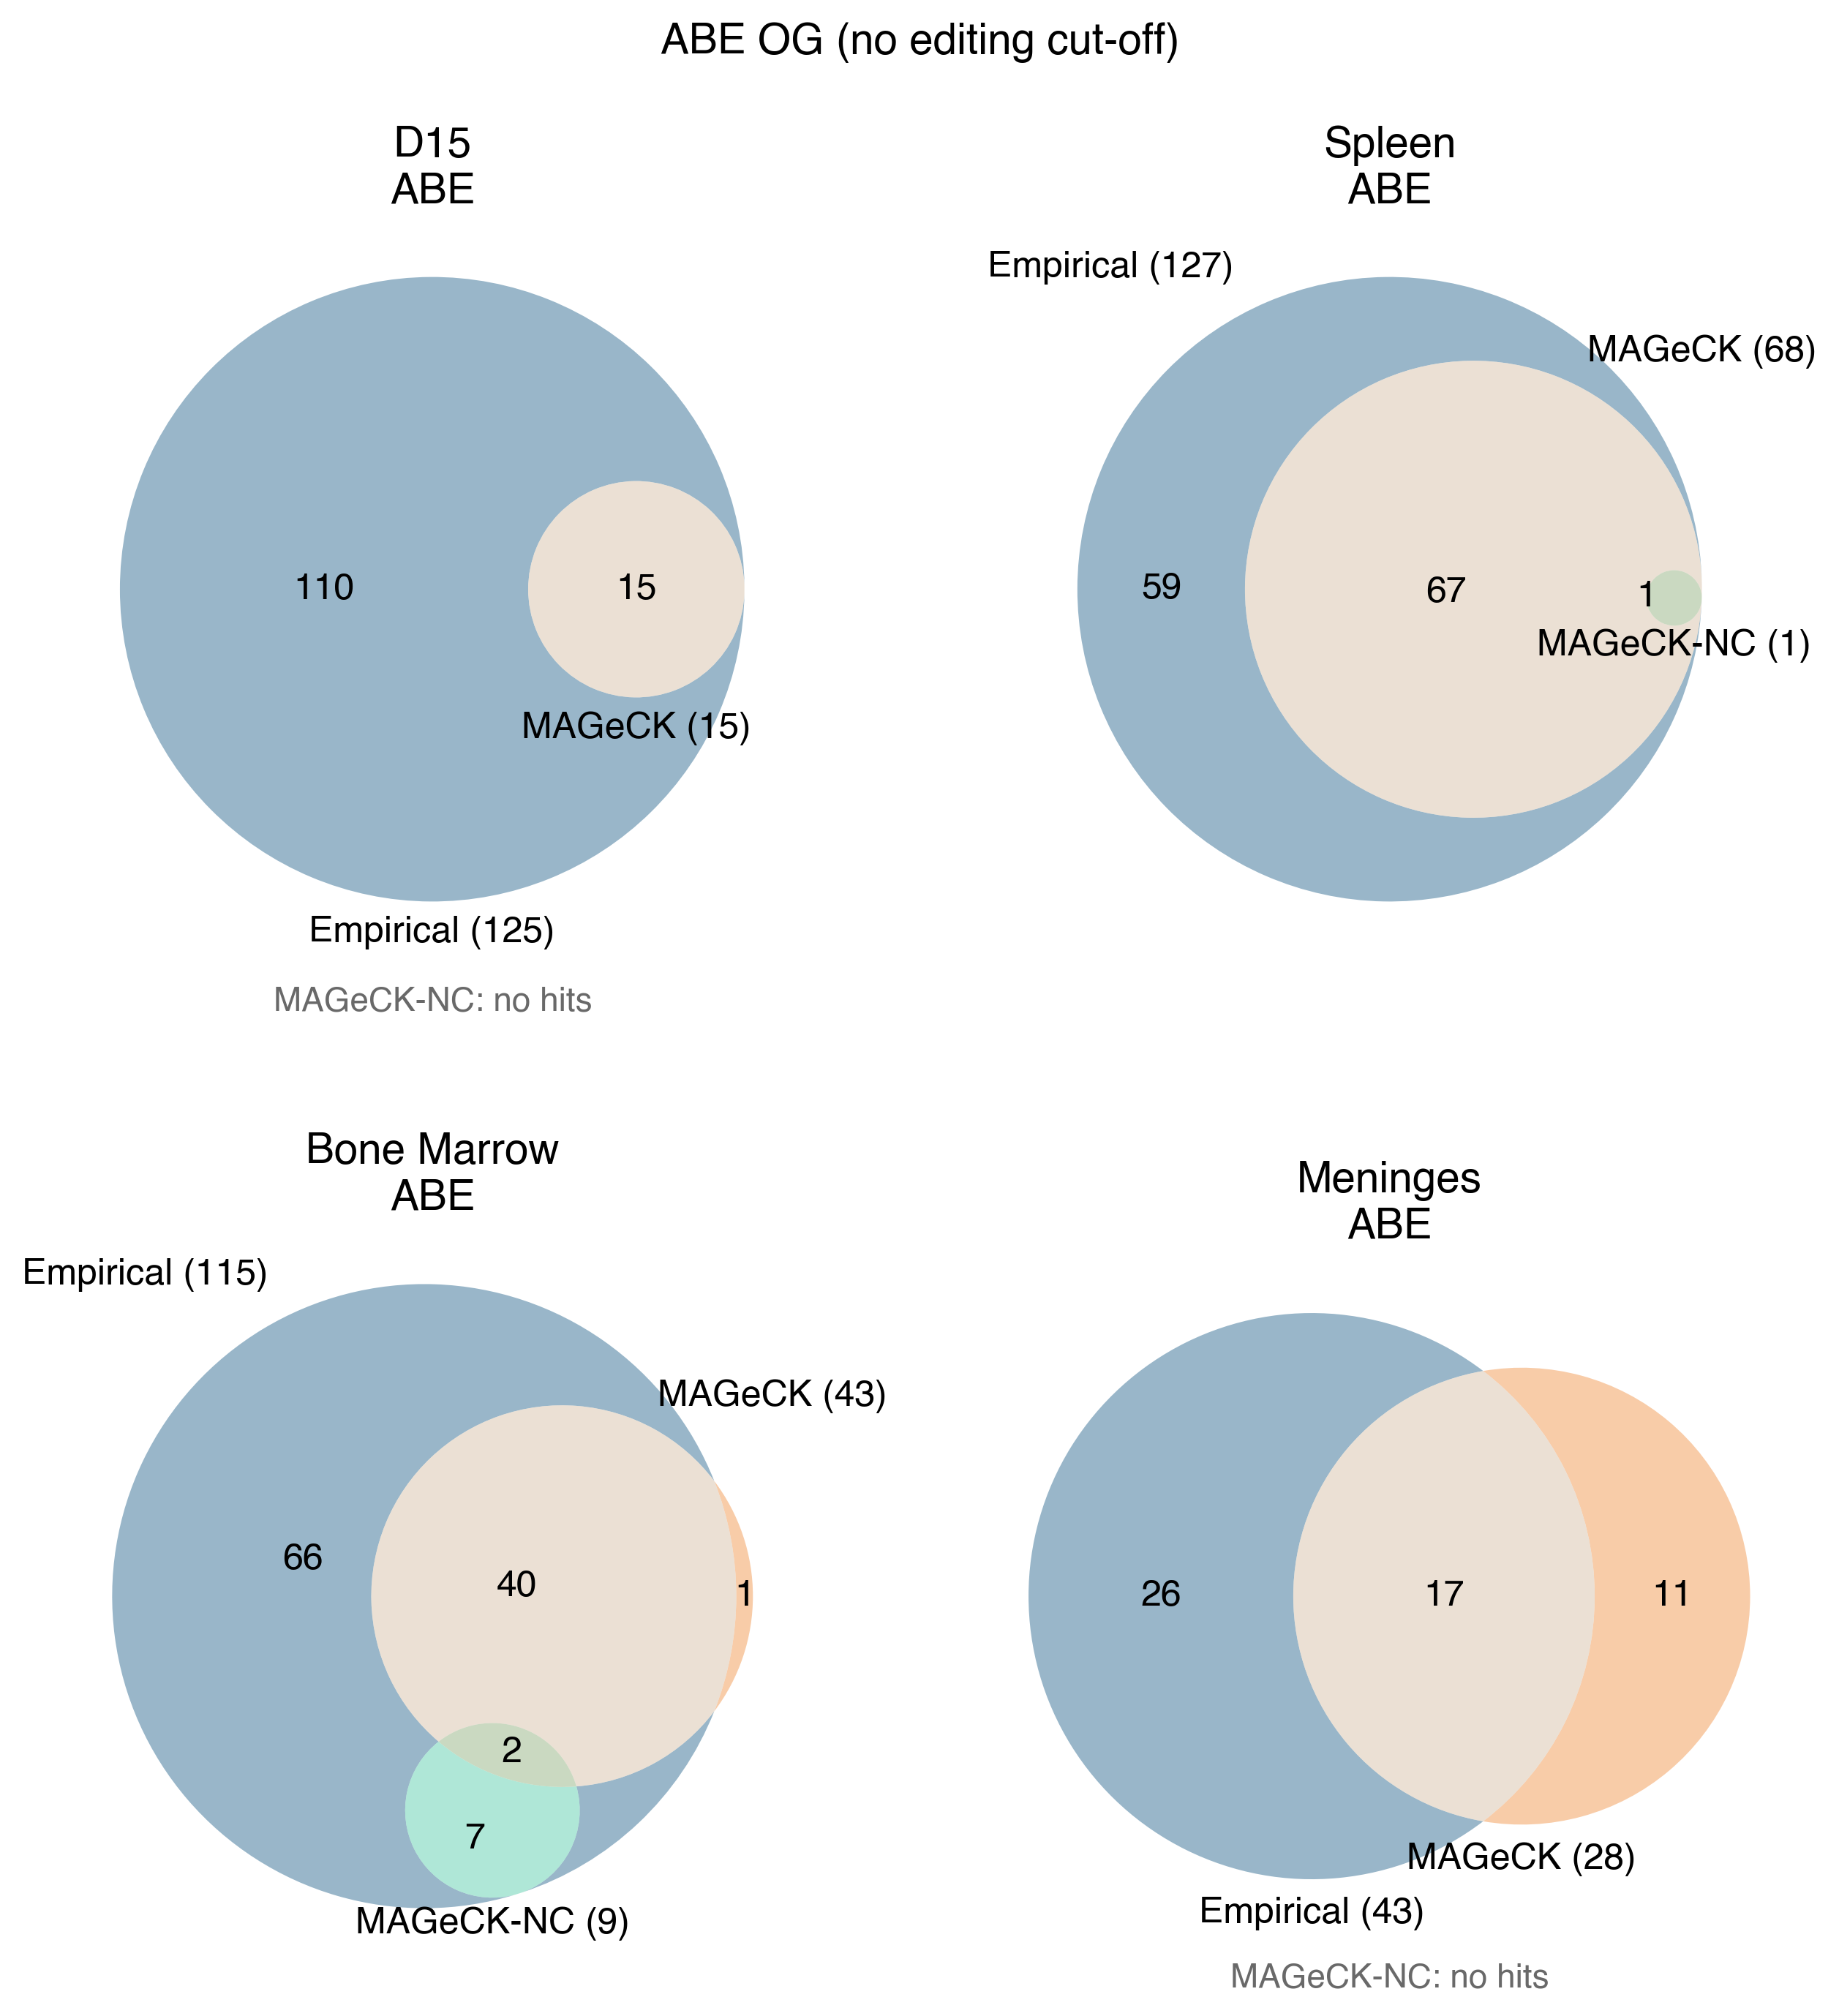 ABE OG (no editing cut-off)
D15
ABE
110
15
MAGeCK (15)
Empirical (125)
MAGeCK-NC: no hits
Spleen
ABE
Empirical (127)
MAGeCK (68)
59
67
1
MAGeCK-NC (1)
Bone Marrow
ABE
Empirical (115)
MAGeCK (43)
66
40
1
2
7
MAGeCK-NC (9)
Meninges
ABE
26
17
11
MAGeCK (28)
Empirical (43)
MAGeCK-NC: no hits